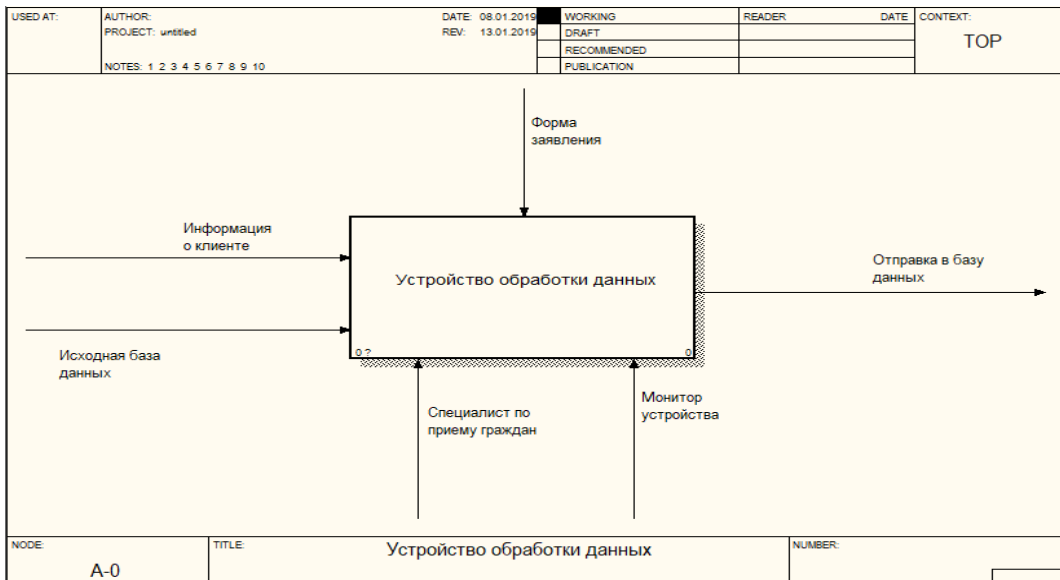 USED AT:
AUTHOR:
DATE: 08.01.2019
WORKING
READER
DATE
CONTEXT:
PROJECT: untitled
REV: 13.01.2019
DRAFT
TOP
RECOMMENDED
NOTES: 1 2 3 4 5 6 7 8 9 10
PUBLICATION
Форма
заявления
Информация
о клиенте
Устройство обработки данных
Отправка в базу
данных
Исходная база
данных
0 ?
0
Специалист по
приему граждан
Монитор
устройства
NODE:
TITLE:
Устройство обработки данных
NUMBER:
A-0